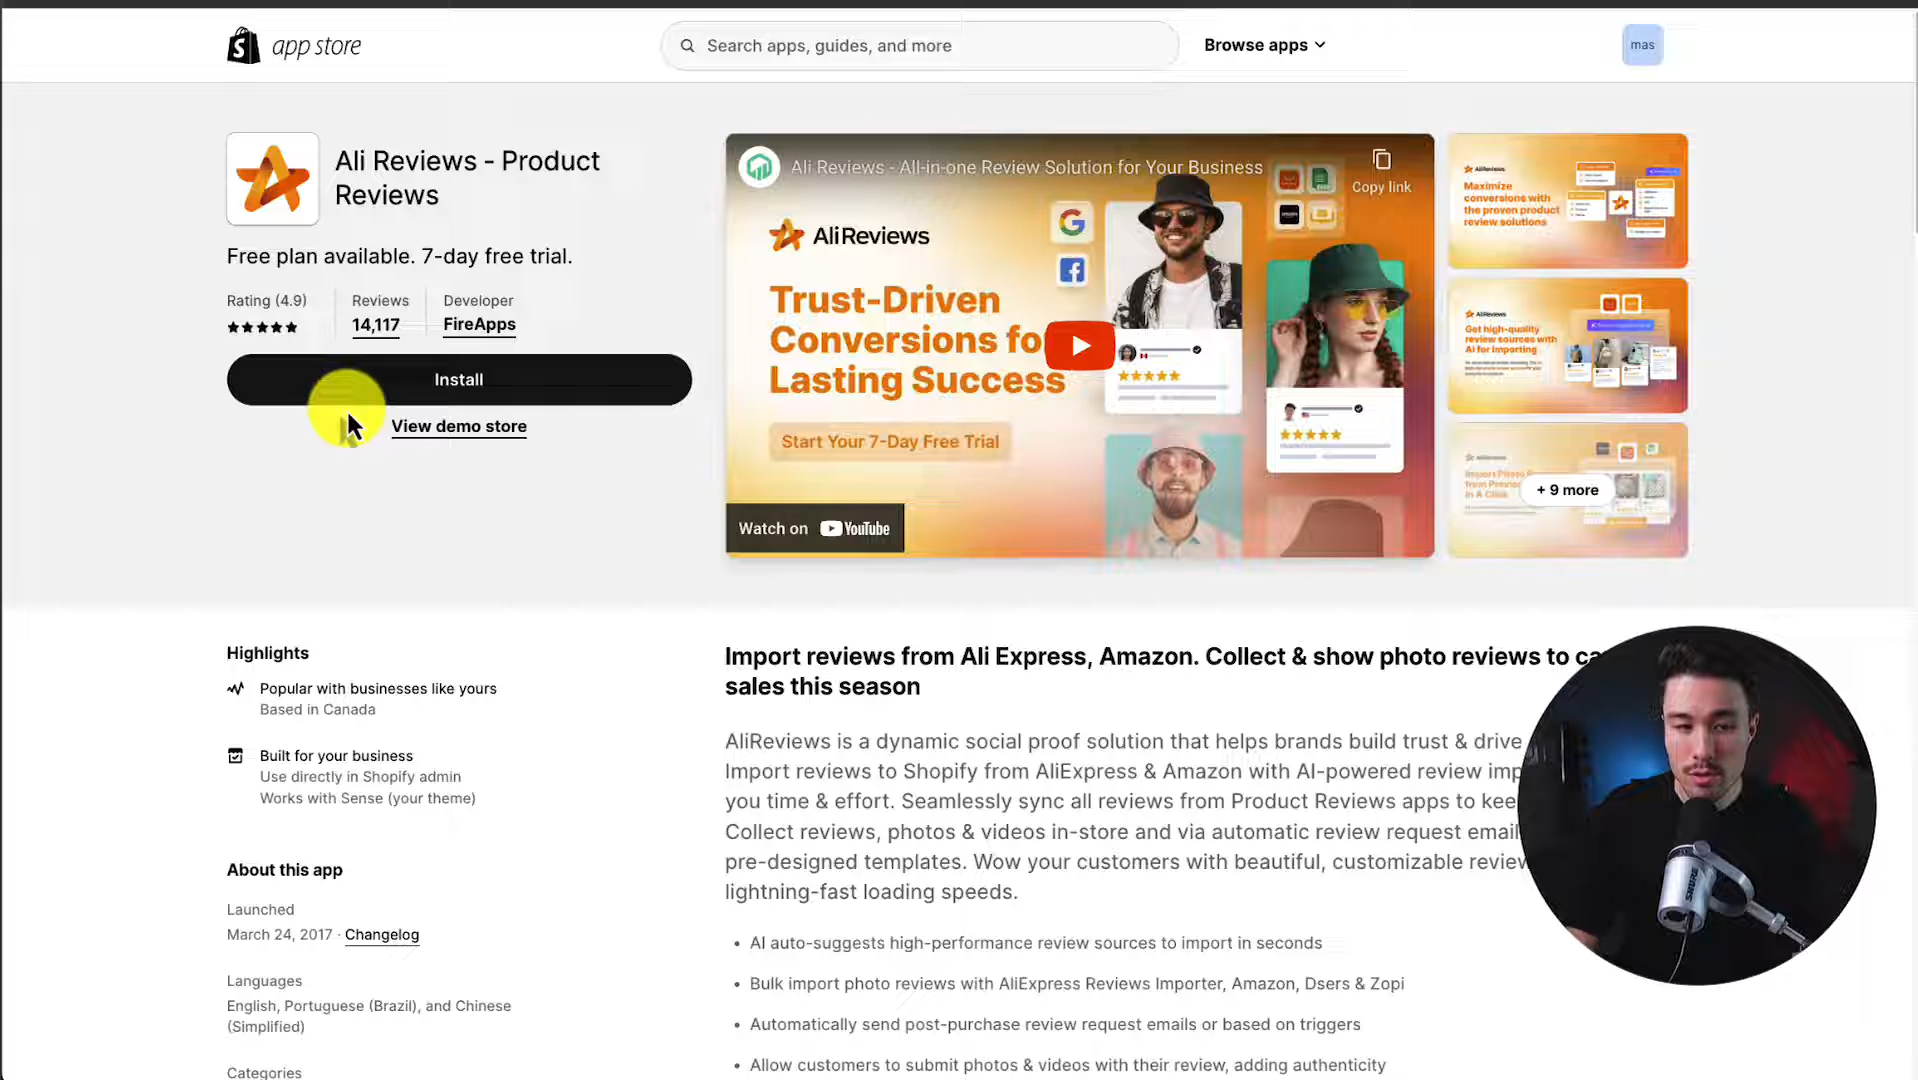 app store
Search apps, guides, and more
Browse apps
mas
Ali Reviews - Product
Reviews
Free plan available. 7-day free trial.
Rating (4.9)
Reviews
14,117
Developer
FireApps
Install
View demo store
Ali Reviews - All-in-one Review Solution for Your Business
Copy link
AliReviews
Trust-Driven
Conversions fo
Lasting Success
Start Your 7-Day Free Trial
Watch on YouTube
AliReviews
Maximize
conversions with
the proven product
review solutions
AliReviews
Get high-quality
review sources with
AI for importing
+ 9 more
Highlights
Popular with businesses like yours
Based in Canada
Built for your business
Use directly in Shopify admin
Works with Sense (your theme)
About this app
Launched
March 24, 2017 · Changelog
Languages
English, Portuguese (Brazil), and Chinese
(Simplified)
Categories
Import reviews from Ali Express, Amazon. Collect & show photo reviews to
sales this season
AliReviews is a dynamic social proof solution that helps brands build trust & drive
Import reviews to Shopify from AliExpress & Amazon with AI-powered review
you time & effort. Seamlessly sync all reviews from Product Reviews apps to
Collect reviews, photos & videos in-store and via automatic review request
pre-designed templates. Wow your customers with beautiful, customizable
lightning-fast loading speeds.
• AI auto-suggests high-performance review sources to import in seconds
• Bulk import photo reviews with AliExpress Reviews Importer, Amazon, Dsers & Zopi
• Automatically send post-purchase review request emails or based on triggers
• Allow customers to submit photos & videos with their review, adding authenticity
SHURE